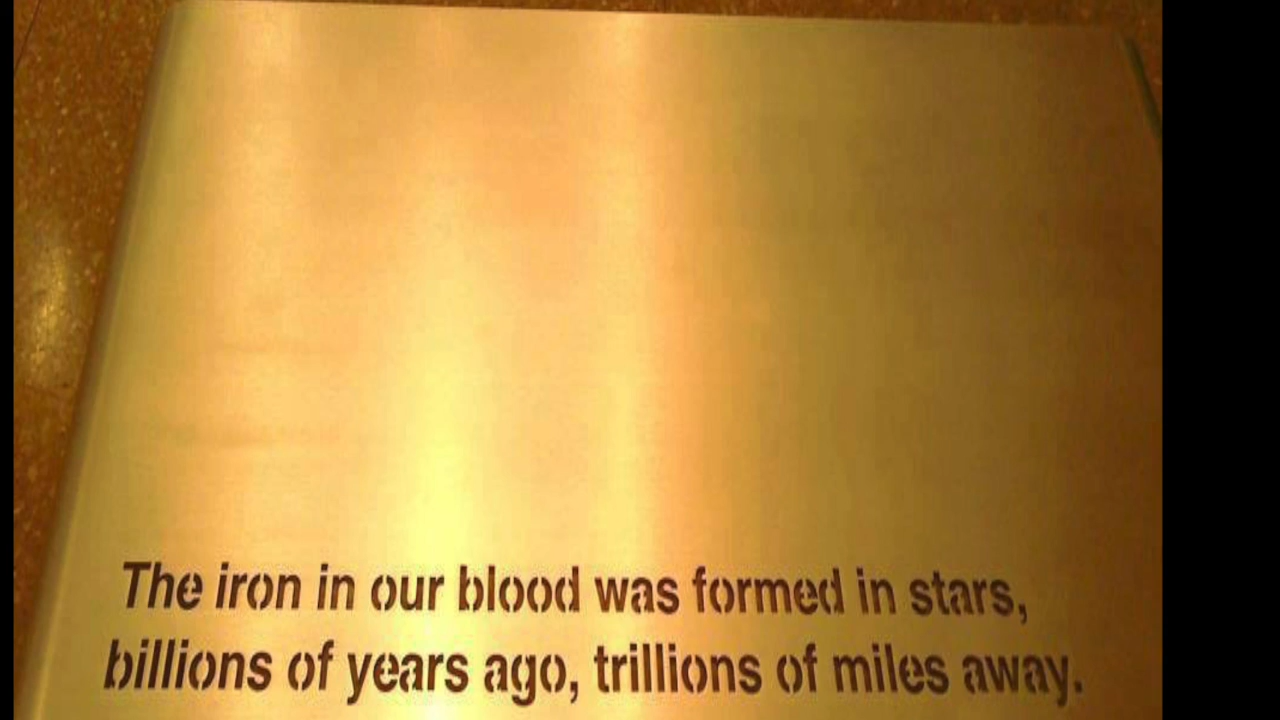 The iron in our blood was formed in stars,
billions of years ago, trillions of miles away.